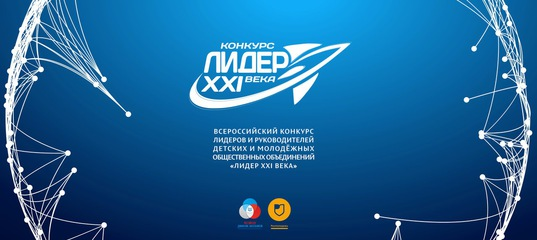 КОНКУРС
ЛИДЕР
XXI ВЕКА
ВСЕРОССИЙСКИЙ КОНКУРС
ЛИДЕРОВ И РУКОВОДИТЕЛЕЙ
ДЕТСКИХ И МОЛОДЁЖНЫХ
ОБЩЕСТВЕННЫХ ОБЪЕДИНЕНИЙ
«ЛИДЕР XXI ВЕКА»